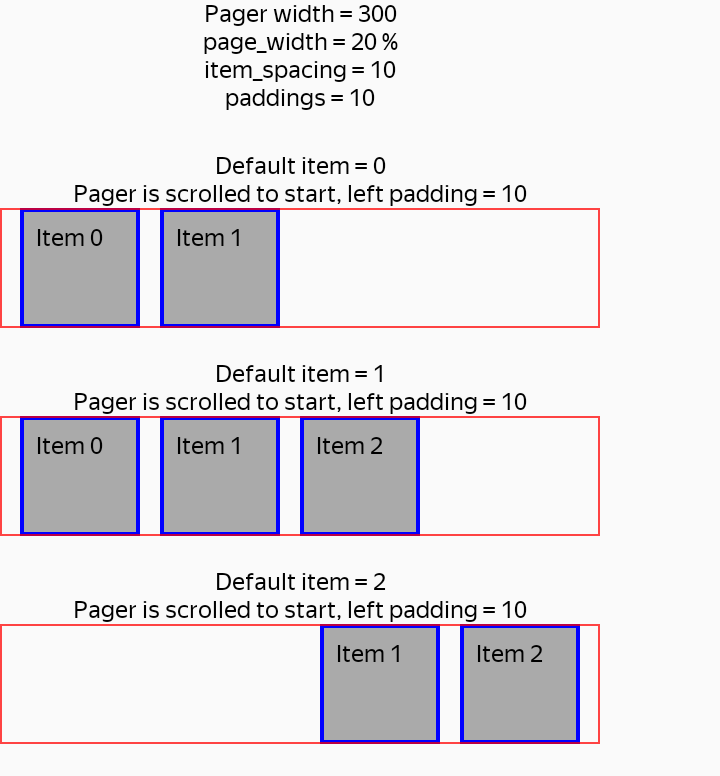 Pager width = 300
page_width = 20 %
item_spacing = 10
paddings = 10
Default item = 0
Pager is scrolled to start, left padding = 10
Item 0
Item 1
Default item = 1
Pager is scrolled to start, left padding = 10
Item 0
Item 1
Item 2
Default item = 2
Pager is scrolled to start, left padding = 10
Item 1
Item 2